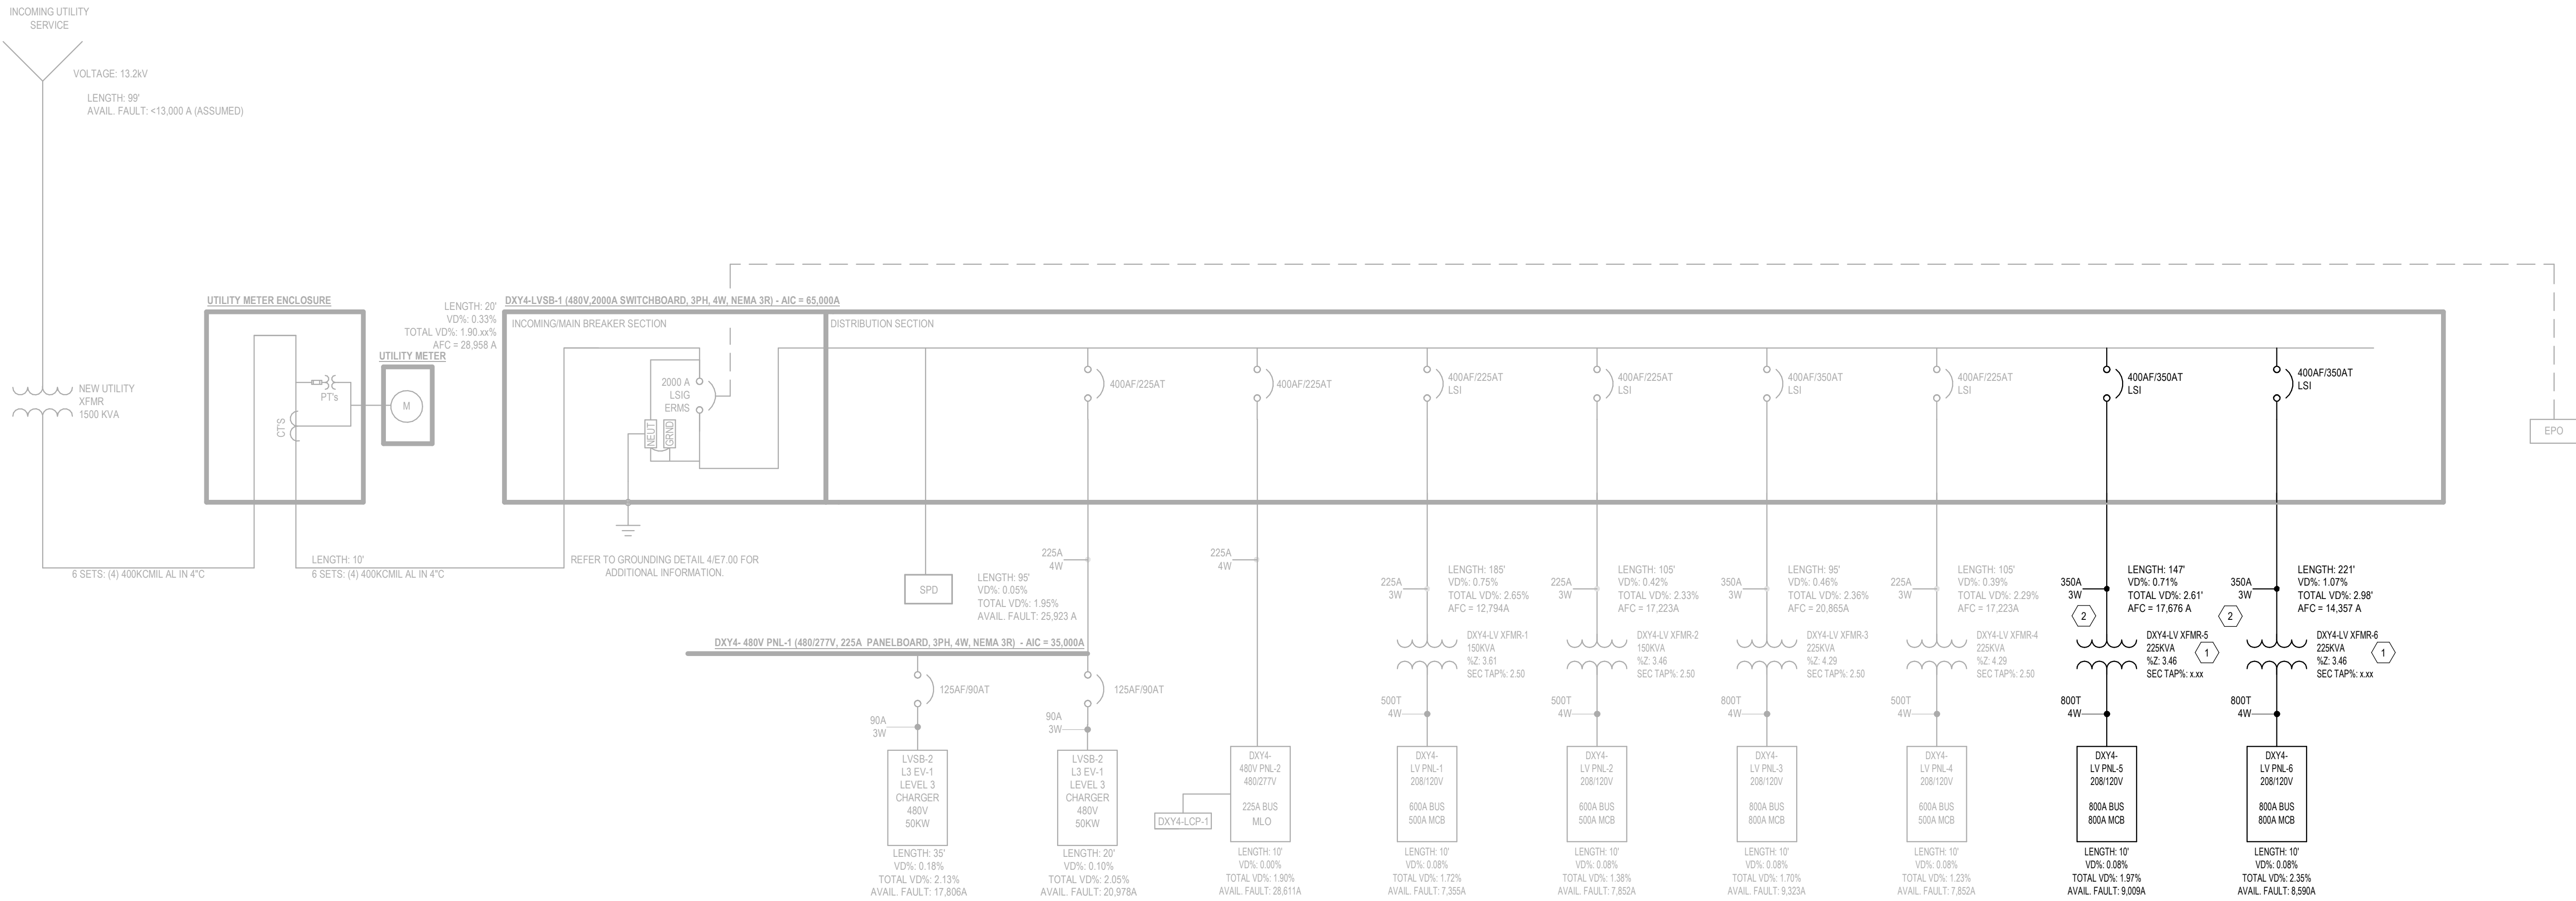 INCOMING UTILITY
SERVICE
VOLTAGE: 13.2kV
LENGTH: 99'
AVAIL. FAULT: <13,000 A (ASSUMED)
NEW UTILITY
XFMR
1500 KVA
6 SETS: (4) 400KCMIL AL IN 4"C
UTILITY METER ENCLOSURE
PT's
CT'S
UTILITY METER
M
LENGTH: 10'
6 SETS: (4) 400KCMIL AL IN 4"C
LENGTH: 20'
VD%: 0.33%
TOTAL VD%: 1.90.xx%
AFC = 28,958 A
DXY4-LVSB-1 (480V,2000A SWITCHBOARD, 3PH, 4W, NEMA 3R) - AIC = 65,000A
INCOMING/MAIN BREAKER SECTION
2000 A
LSIG
ERMS
NEUT
GRND
REFER TO GROUNDING DETAIL 4/E7.00 FOR
ADDITIONAL INFORMATION.
DISTRIBUTION SECTION
400AF/225AT
400AF/225AT
400AF/225AT
LSI
400AF/225AT
LSI
400AF/350AT
LSI
400AF/225AT
LSI
400AF/350AT
LSI
400AF/350AT
LSI
EPO
SPD
225A
4W
LENGTH: 95'
VD%: 0.05%
TOTAL VD%: 1.95%
AVAIL. FAULT: 25,923 A
DXY4- 480V PNL-1 (480/277V, 225A PANELBOARD, 3PH, 4W, NEMA 3R) - AIC = 35,000A
125AF/90AT
90A
3W
LVSB-2
L3 EV-1
LEVEL 3
CHARGER
480V
50KW
LENGTH: 35'
VD%: 0.18%
TOTAL VD%: 2.13%
AVAIL. FAULT: 17,806A
125AF/90AT
90A
3W
LVSB-2
L3 EV-1
LEVEL 3
CHARGER
480V
50KW
LENGTH: 20'
VD%: 0.10%
TOTAL VD%: 2.05%
AVAIL. FAULT: 20,978A
225A
4W
DXY4-LCP-1
DXY4-
480V PNL-2
480/277V
225A BUS
MLO
LENGTH: 10'
VD%: 0.00%
TOTAL VD%: 1.90%
AVAIL. FAULT: 28,611A
225A
3W
LENGTH: 185'
VD%: 0.75%
TOTAL VD%: 2.65%
AFC = 12,794A
DXY4-LV XFMR-1
150KVA
%Z: 3.61
SEC TAP%: 2.50
500T
4W
DXY4-
LV PNL-1
208/120V
600A BUS
500A MCB
LENGTH: 10'
VD%: 0.08%
TOTAL VD%: 1.72%
AVAIL. FAULT: 7,355A
225A
3W
LENGTH: 105'
VD%: 0.42%
TOTAL VD%: 2.33%
AFC = 17,223A
DXY4-LV XFMR-2
150KVA
%Z: 3.46
SEC TAP%: 2.50
500T
4W
DXY4-
LV PNL-2
208/120V
600A BUS
500A MCB
LENGTH: 10'
VD%: 0.08%
TOTAL VD%: 1.38%
AVAIL. FAULT: 7,852A
350A
3W
LENGTH: 95'
VD%: 0.46%
TOTAL VD%: 2.36%
AFC = 20,865A
DXY4-LV XFMR-3
225KVA
%Z: 4.29
SEC TAP%: 2.50
800T
4W
DXY4-
LV PNL-3
208/120V
800A BUS
800A MCB
LENGTH: 10'
VD%: 0.08%
TOTAL VD%: 1.70%
AVAIL. FAULT: 9,323A
225A
3W
LENGTH: 105'
VD%: 0.39%
TOTAL VD%: 2.29%
AFC = 17,223A
DXY4-LV XFMR-4
225KVA
%Z: 4.29
SEC TAP%: 2.50
500T
4W
DXY4-
LV PNL-4
208/120V
600A BUS
500A MCB
LENGTH: 10'
VD%: 0.08%
TOTAL VD%: 1.23%
AVAIL. FAULT: 7,852A
350A
3W
2
LENGTH: 147'
VD%: 0.71%
TOTAL VD%: 2.61'
AFC = 17,676 A
DXY4-LV XFMR-5
225KVA
%Z: 3.46
SEC TAP%: x.xx
1
800T
4W
DXY4-
LV PNL-5
208/120V
800A BUS
800A MCB
LENGTH: 10'
VD%: 0.08%
TOTAL VD%: 1.97%
AVAIL. FAULT: 9,009A
350A
3W
2
LENGTH: 221'
VD%: 1.07%
TOTAL VD%: 2.98'
AFC = 14,357 A
DXY4-LV XFMR-6
225KVA
%Z: 3.46
SEC TAP%: x.xx
1
800T
4W
DXY4-
LV PNL-6
208/120V
800A BUS
800A MCB
LENGTH: 10'
VD%: 0.08%
TOTAL VD%: 2.35%
AVAIL. FAULT: 8,590A